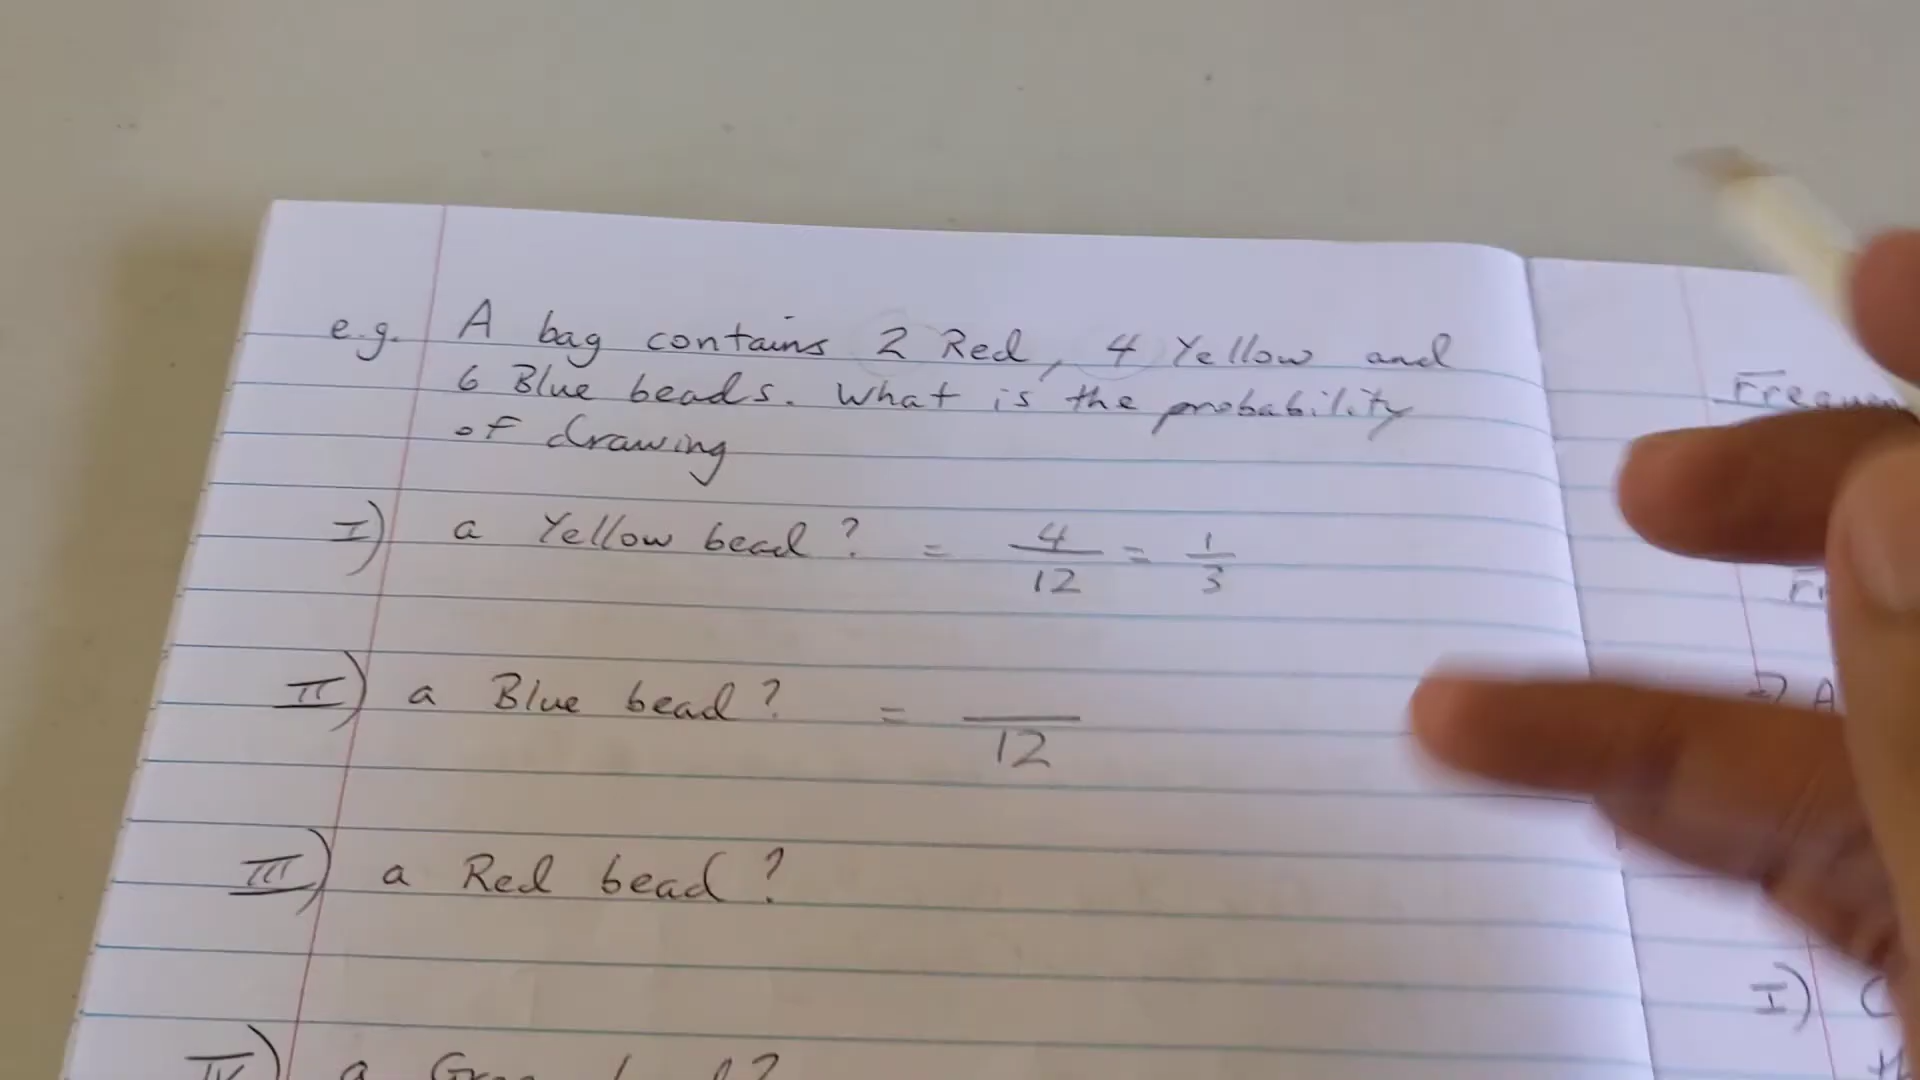 e.g. A bag contains 2 Red, 4 Yellow and
6 Blue beads. What is the probability
of drawing
I) a Yellow bead? = 4/12 = 1/3
II) a Blue bead? = /12
III) a Red bead?
IV) a
I)